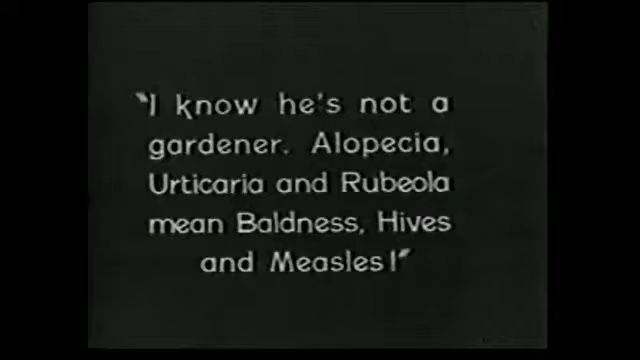 "I know he's not a
gardener. Alopecia,
Urticaria and Rubeola
mean Baldness, Hives
and Measles!"